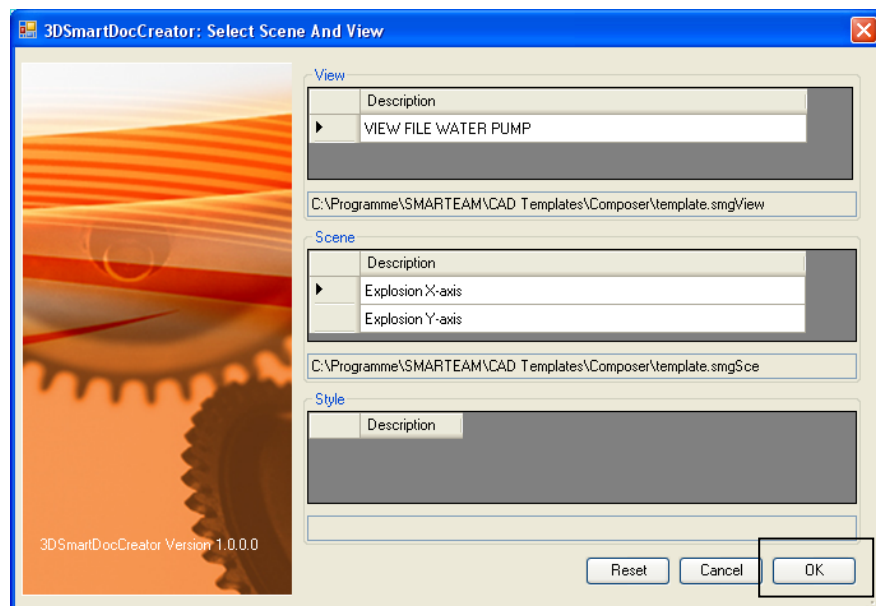 3DSmartDocCreator: Select Scene And View
View
Description
VIEW FILE WATER PUMP
C:\Programme\SMARTEAM\CAD Templates\Composer\template.smgView
Scene
Description
Explosion X-axis
Explosion Y-axis
C:\Programme\SMARTEAM\CAD Templates\Composer\template.smgSce
Style
Description
3DSmartDocCreator Version 1.0.0.0
Reset Cancel OK